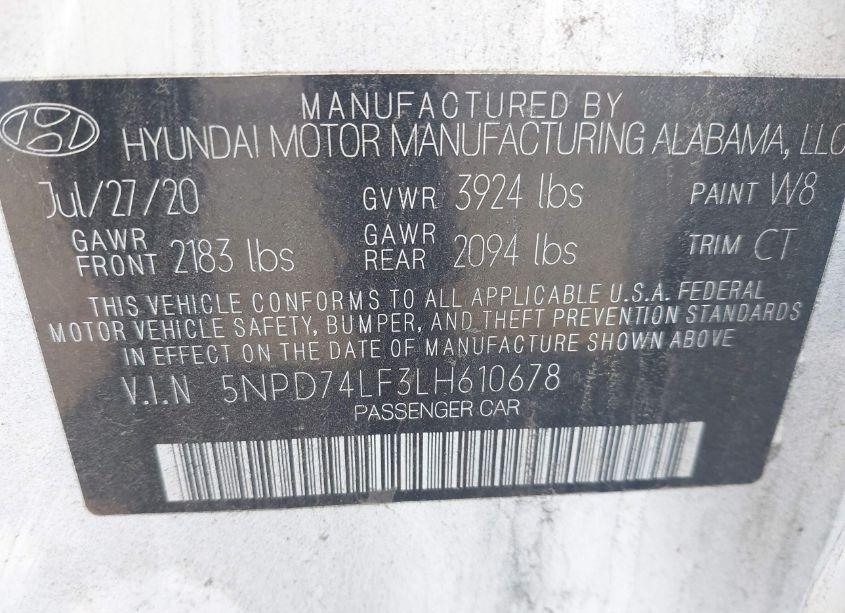 MANUFACTURED BY
HYUNDAI MOTOR MANUFACTURING ALABAMA, LLC
Jul/27/20 GVWR 3924 lbs PAINT W8
GAWR FRONT 2183 lbs GAWR REAR 2094 lbs TRIM CT
THIS VEHICLE CONFORMS TO ALL APPLICABLE U.S.A. FEDERAL
MOTOR VEHICLE SAFETY, BUMPER, AND THEFT PREVENTION STANDARDS
IN EFFECT ON THE DATE OF MANUFACTURE SHOWN ABOVE
V.I.N 5NPD74LF3LH610678
PASSENGER CAR